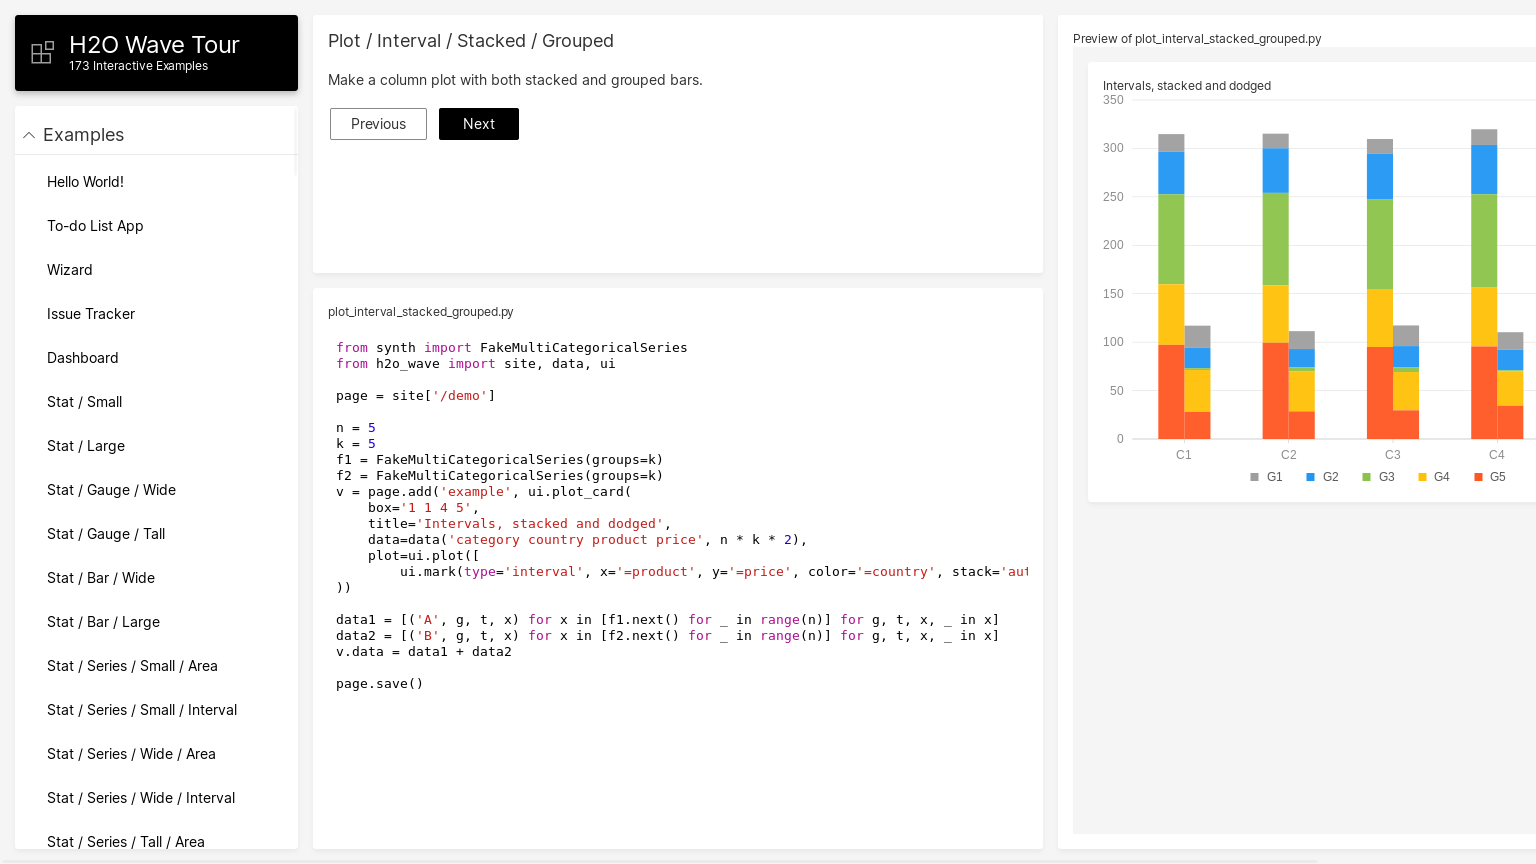 H2O Wave Tour
173 Interactive Examples
Examples
Hello World!
To-do List App
Wizard
Issue Tracker
Dashboard
Stat / Small
Stat / Large
Stat / Gauge / Wide
Stat / Gauge / Tall
Stat / Bar / Wide
Stat / Bar / Large
Stat / Series / Small / Area
Stat / Series / Small / Interval
Stat / Series / Wide / Area
Stat / Series / Wide / Interval
Stat / Series / Tall / Area
Plot / Interval / Stacked / Grouped
Make a column plot with both stacked and grouped bars.
Previous Next
plot_interval_stacked_grouped.py
from synth import FakeMultiCategoricalSeries
from h2o_wave import site, data, ui
page = site['/demo']
n = 5
k = 5
f1 = FakeMultiCategoricalSeries(groups=k)
f2 = FakeMultiCategoricalSeries(groups=k)
v = page.add('example', ui.plot_card(
    box='1 1 4 5',
    title='Intervals, stacked and dodged',
    data=data('category country product price', n * k * 2),
    plot=ui.plot([
        ui.mark(type='interval', x='=product', y='=price', color='=country', stack='aut
))
data1 = [('A', g, t, x) for x in [f1.next() for _ in range(n)] for g, t, x, _ in x]
data2 = [('B', g, t, x) for x in [f2.next() for _ in range(n)] for g, t, x, _ in x]
v.data = data1 + data2
page.save()
Preview of plot_interval_stacked_grouped.py
Intervals, stacked and dodged
350
300
250
200
150
100
50
0
C1 C2 C3 C4
G1 G2 G3 G4 G5